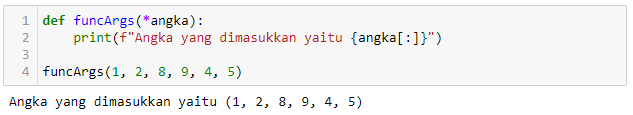 1 def funcArgs(*angka):
2     print(f"Angka yang dimasukkan yaitu {angka[:]}")
3
4 funcArgs(1, 2, 8, 9, 4, 5)
Angka yang dimasukkan yaitu (1, 2, 8, 9, 4, 5)